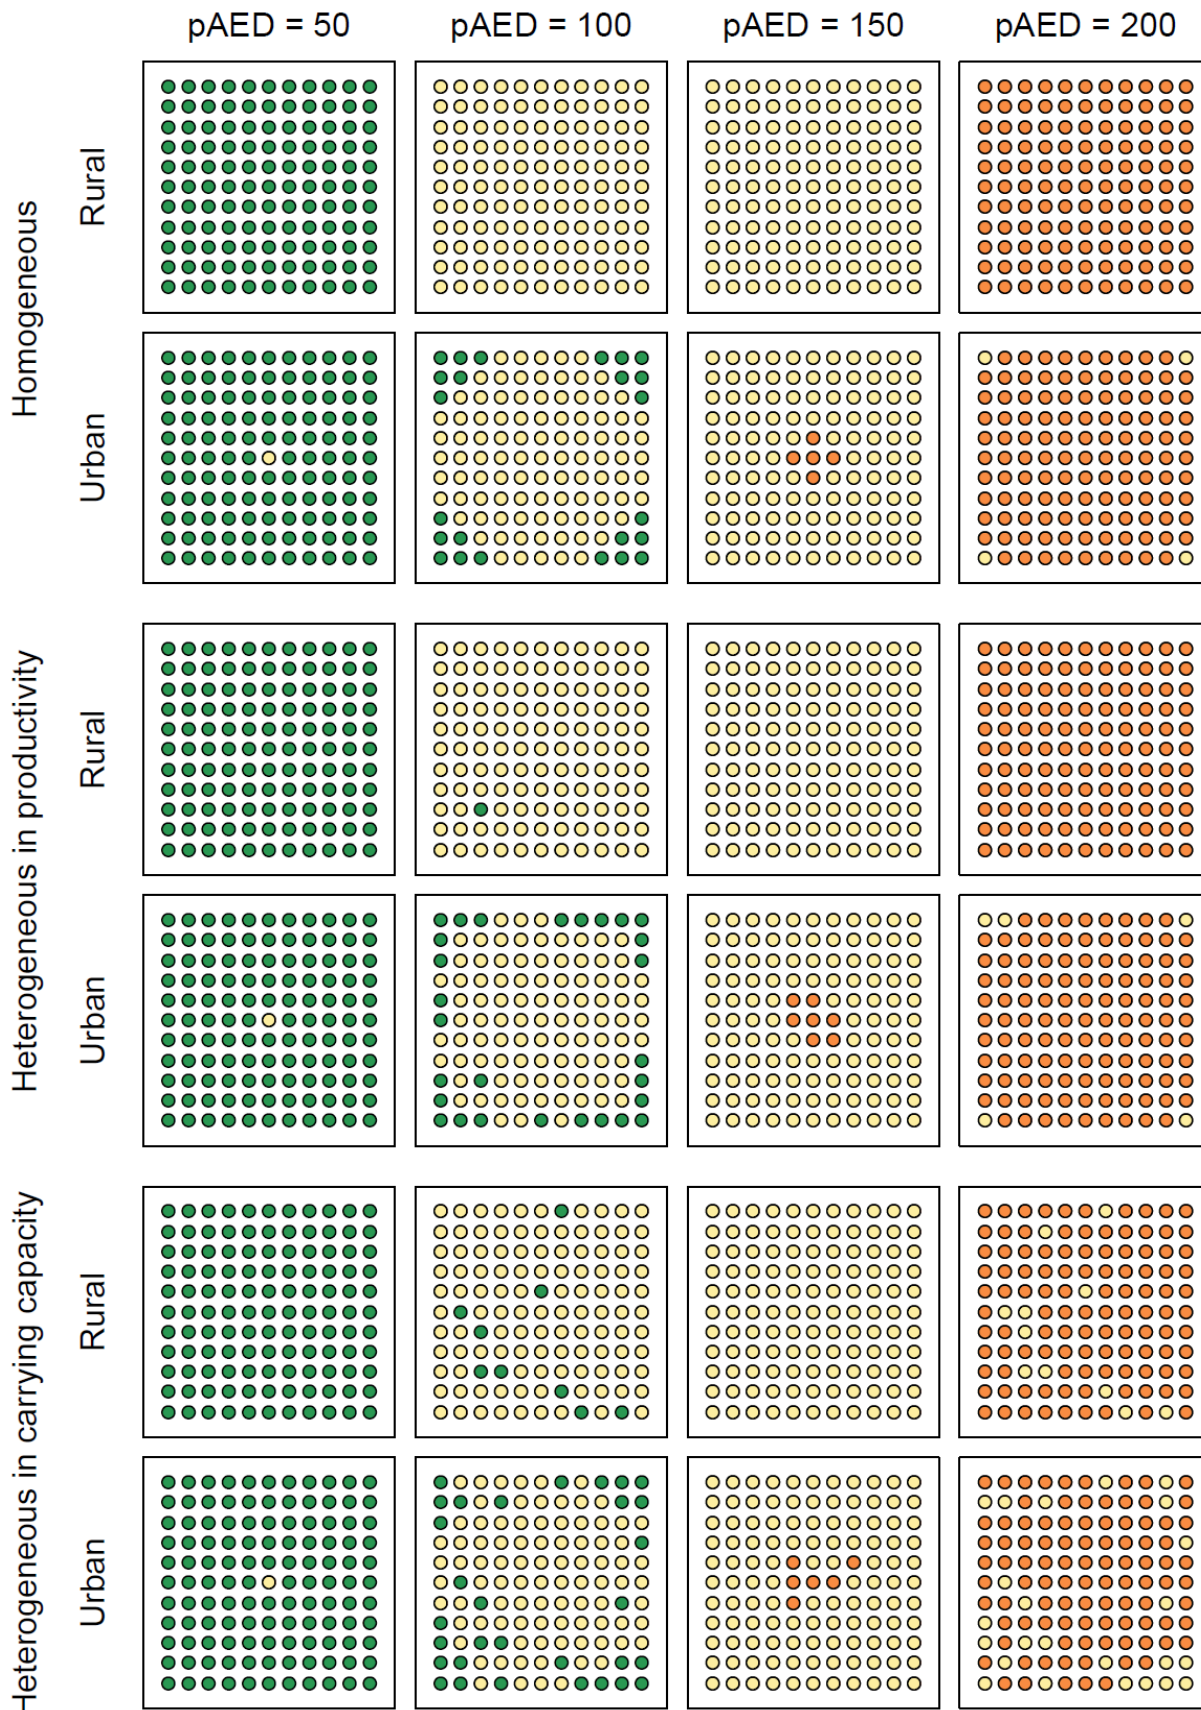 pAED = 50 pAED = 100 pAED = 150 pAED = 200
Homogeneous
Rural
Urban
Heterogeneous in productivity
Rural
Urban
Heterogeneous in carrying capacity
Rural
Urban